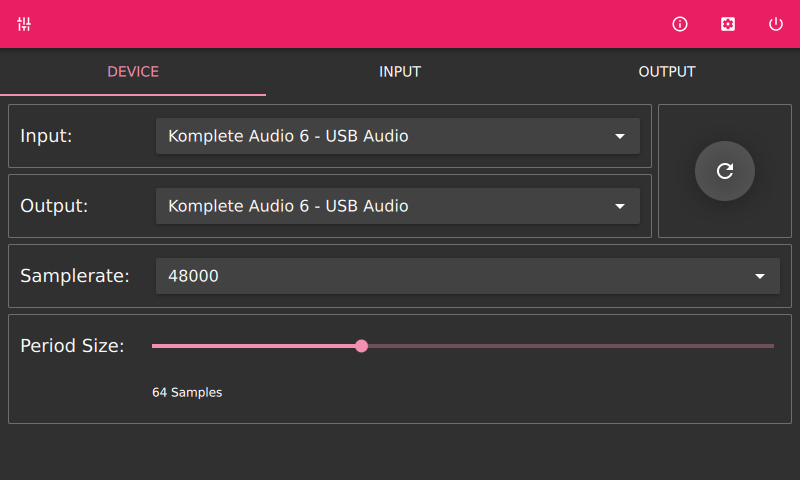 DEVICE INPUT OUTPUT
Input: Komplete Audio 6 - USB Audio
Output: Komplete Audio 6 - USB Audio
Samplerate: 48000
Period Size:
64 Samples